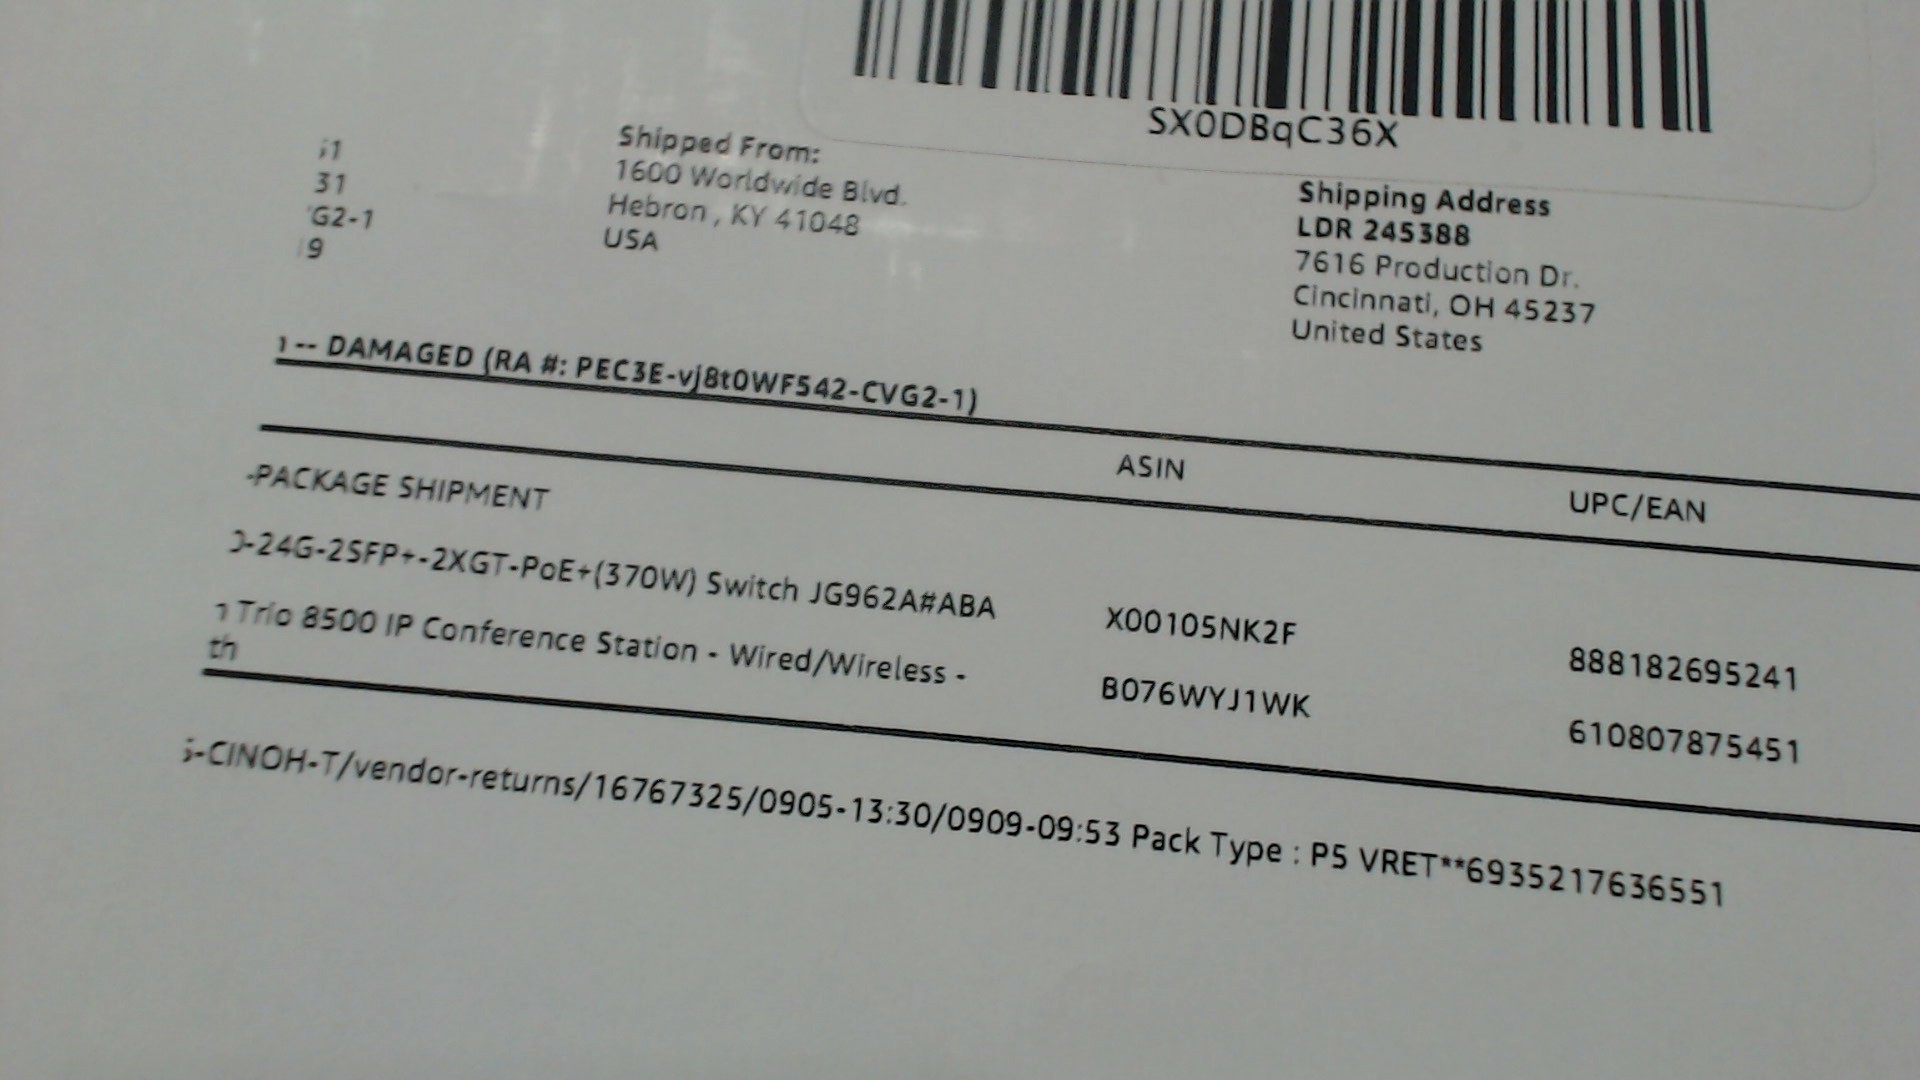 SX0DBqC36X
31
G2-1
9
Shipped From:
1600 Worldwide Blvd.
Hebron , KY 41048
USA
Shipping Address
LDR 245388
7616 Production Dr.
Cincinnati, OH 45237
United States
-- DAMAGED (RA #: PEC3E-vj8t0WF542-CVG2-1)
ASIN UPC/EAN
-PACKAGE SHIPMENT
-24G-2SFP+-2XGT-PoE+(370W) Switch JG962A#ABA X00105NK2F 888182695241
Trio 8500 IP Conference Station - Wired/Wireless - B076WYJ1WK 610807875451
th
-CINOH-T/vendor-returns/16767325/0905-13:30/0909-09:53 Pack Type : P5 VRET**6935217636551